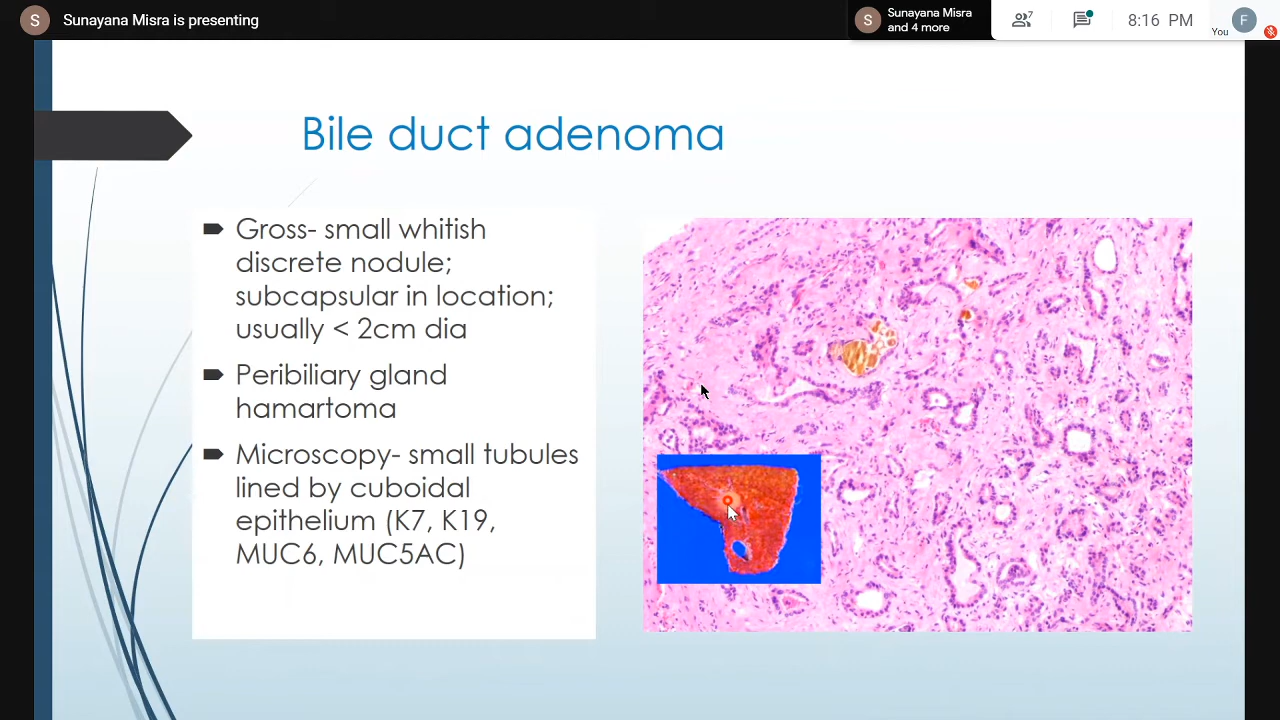 S Sunayana Misra is presenting
S Sunayana Misra
and 4 more
7
8:16 PM
You F
Bile duct adenoma
Gross- small whitish
discrete nodule;
subcapsular in location;
usually < 2cm dia
Peribiliary gland
hamartoma
Microscopy- small tubules
lined by cuboidal
epithelium (K7, K19,
MUC6, MUC5AC)